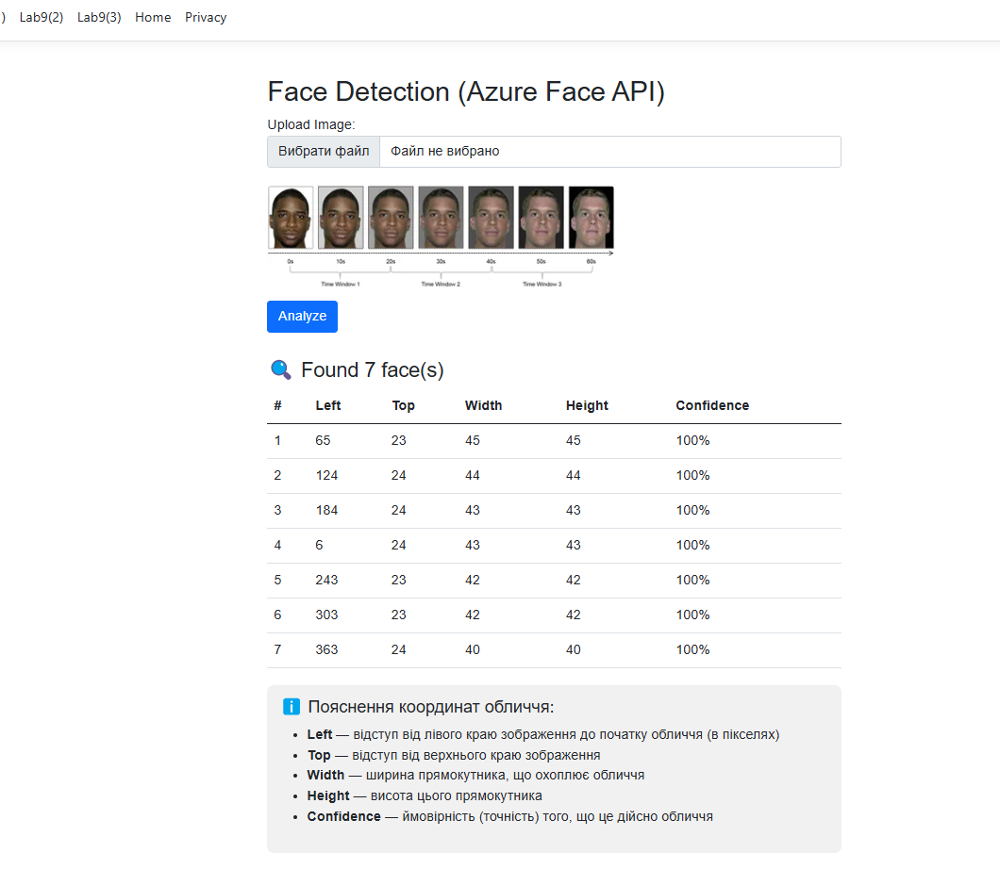 ) Lab9(2) Lab9(3) Home Privacy
Face Detection (Azure Face API)
Upload Image:
Вибрати файл Файл не вибрано
0s 10s 20s 30s 40s 50s 60s
Time Window 1 Time Window 2 Time Window 3
Analyze
Found 7 face(s)
# Left Top Width Height Confidence
1 65 23 45 45 100%
2 124 24 44 44 100%
3 184 24 43 43 100%
4 6 24 43 43 100%
5 243 23 42 42 100%
6 303 23 42 42 100%
7 363 24 40 40 100%
Пояснення координат обличчя:
Left — відступ від лівого краю зображення до початку обличчя (в пікселях)
Top — відступ від верхнього краю зображення
Width — ширина прямокутника, що охоплює обличчя
Height — висота цього прямокутника
Confidence — ймовірність (точність) того, що це дійсно обличчя